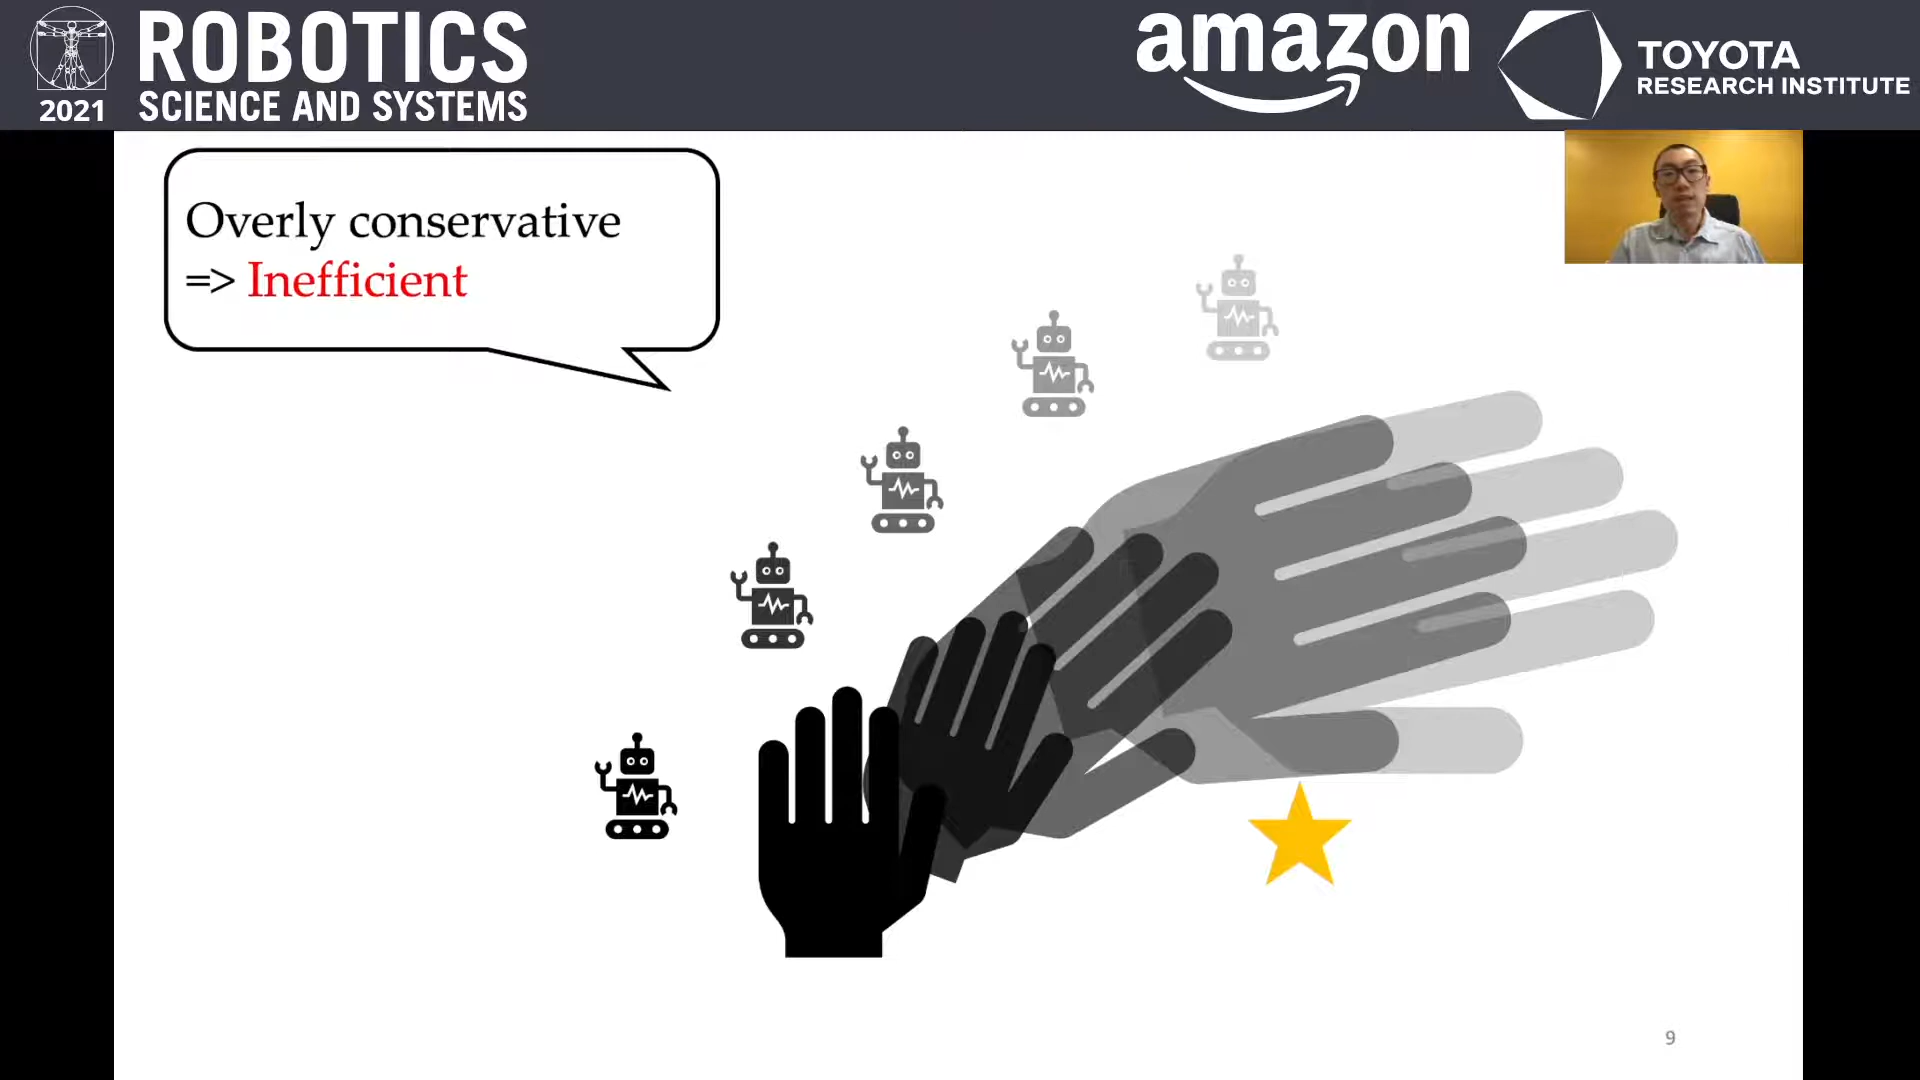 ROBOTICS
SCIENCE AND SYSTEMS
2021
amazon
TOYOTA
RESEARCH INSTITUTE
Overly conservative
=> Inefficient
9